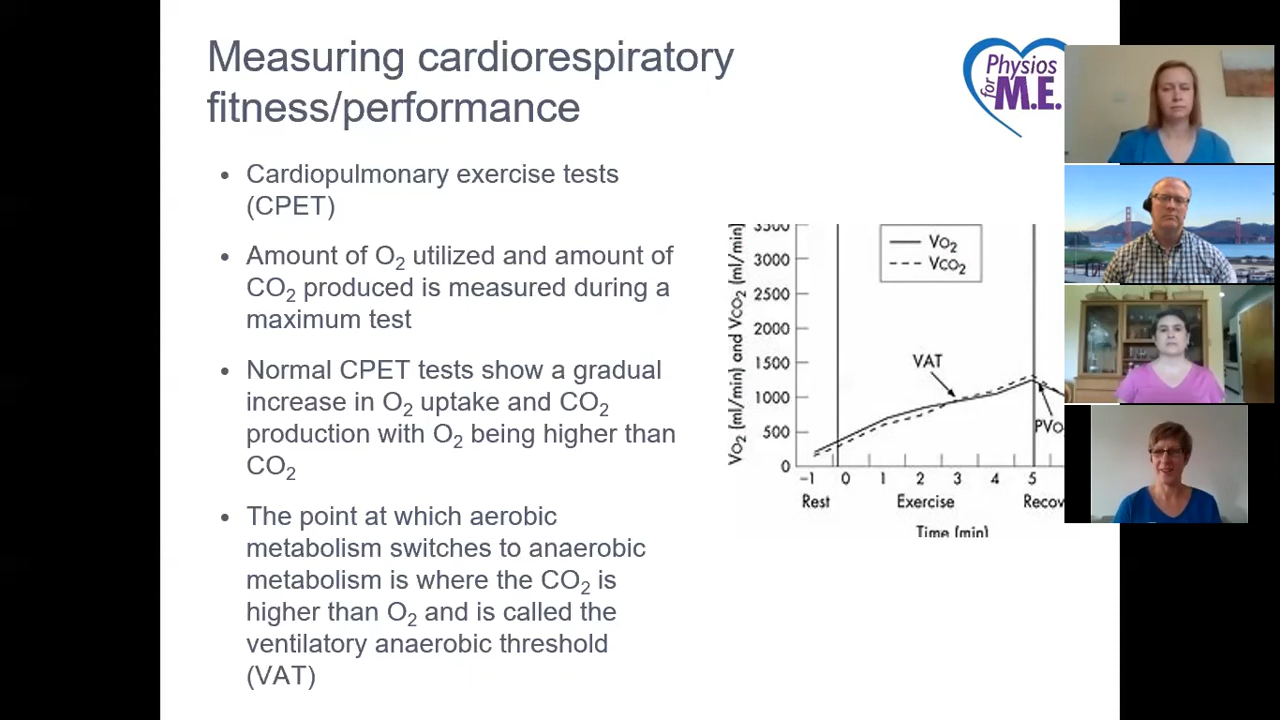 Measuring cardiorespiratory
fitness/performance
Physios
for
M.E.
• Cardiopulmonary exercise tests
(CPET)
• Amount of O2 utilized and amount of
CO2 produced is measured during a
maximum test
• Normal CPET tests show a gradual
increase in O2 uptake and CO2
production with O2 being higher than
CO2
• The point at which aerobic
metabolism switches to anaerobic
metabolism is where the CO2 is
higher than O2 and is called the
ventilatory anaerobic threshold
(VAT)
VO2 (ml/min) and VCO2 (ml/min)
3500
3000
2500
2000
1500
1000
500
0
VO2
VCO2
VAT
PVO
-1 0 1 2 3 4 5
Rest Exercise Recov
Time (min)